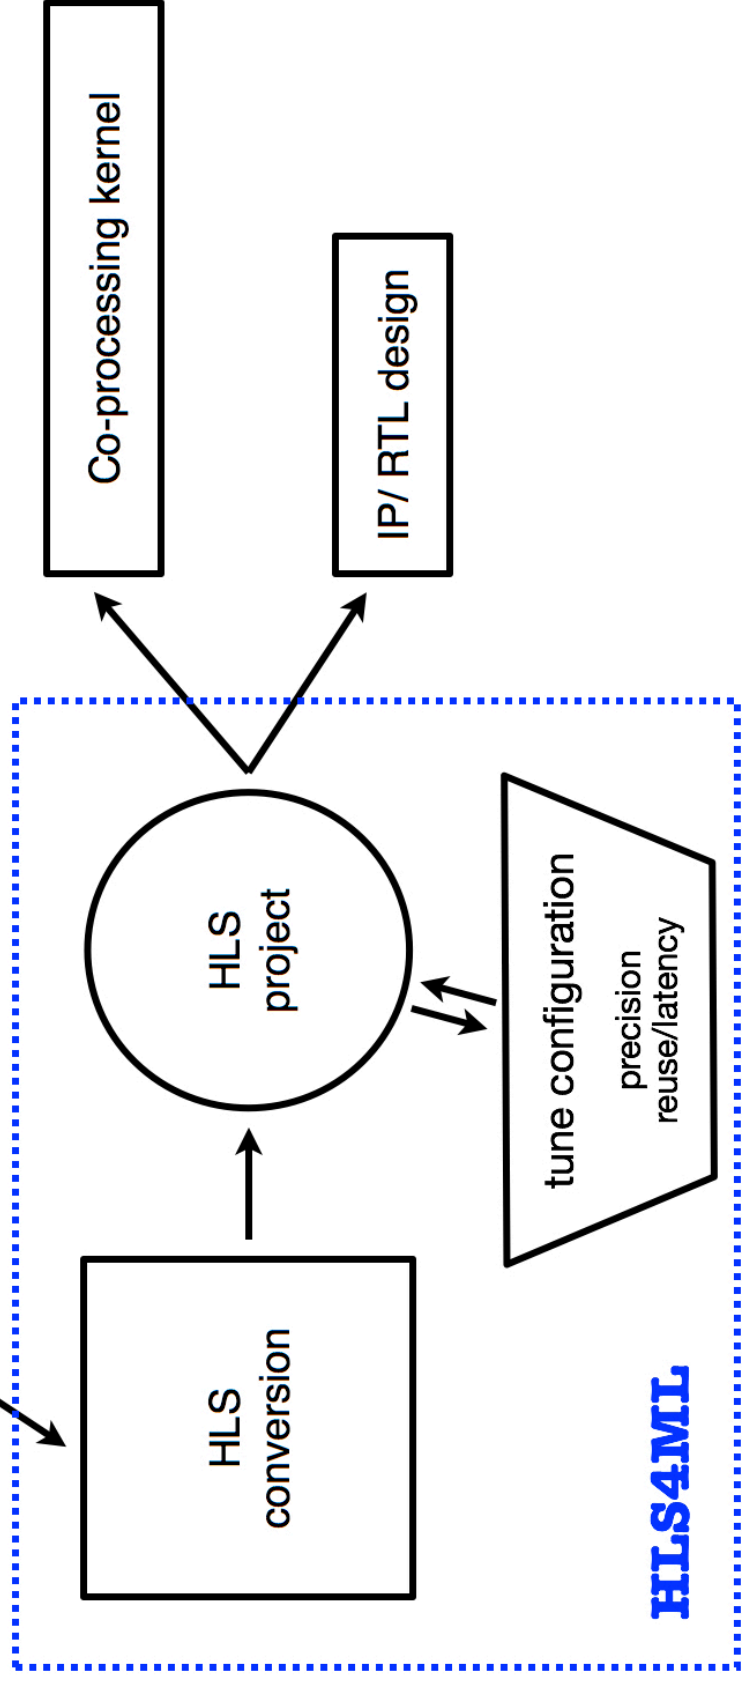 Co-processing kernel
IP/ RTL design
HLS
project
HLS
conversion
tune configuration
precision
reuse/latency
HLS4ML